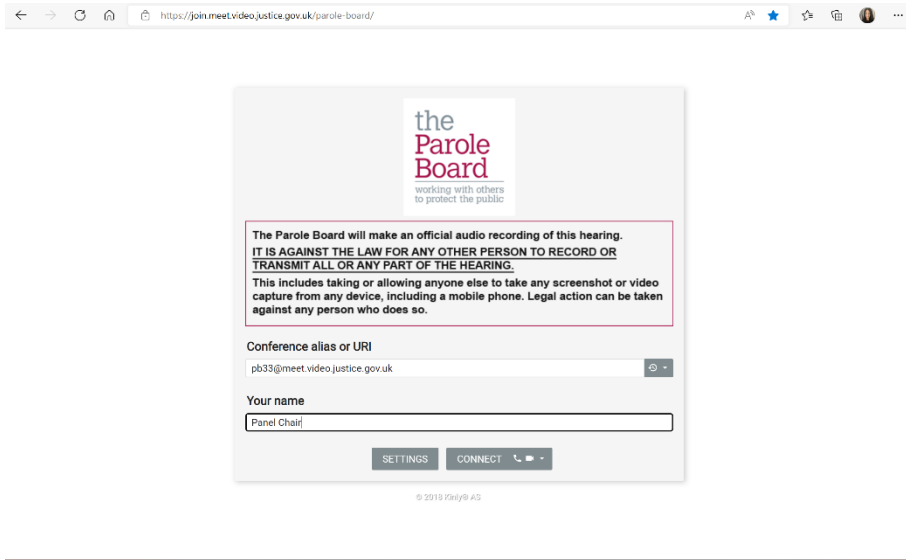 https://join.meet.video.justice.gov.uk/parole-board/
the
Parole
Board
working with others
to protect the public
The Parole Board will make an official audio recording of this hearing.
IT IS AGAINST THE LAW FOR ANY OTHER PERSON TO RECORD OR
TRANSMIT ALL OR ANY PART OF THE HEARING.
This includes taking or allowing anyone else to take any screenshot or video
capture from any device, including a mobile phone. Legal action can be taken
against any person who does so.
Conference alias or URI
pb33@meet.video.justice.gov.uk
Your name
Panel Chair
SETTINGS CONNECT
© 2018 Kinly® AS